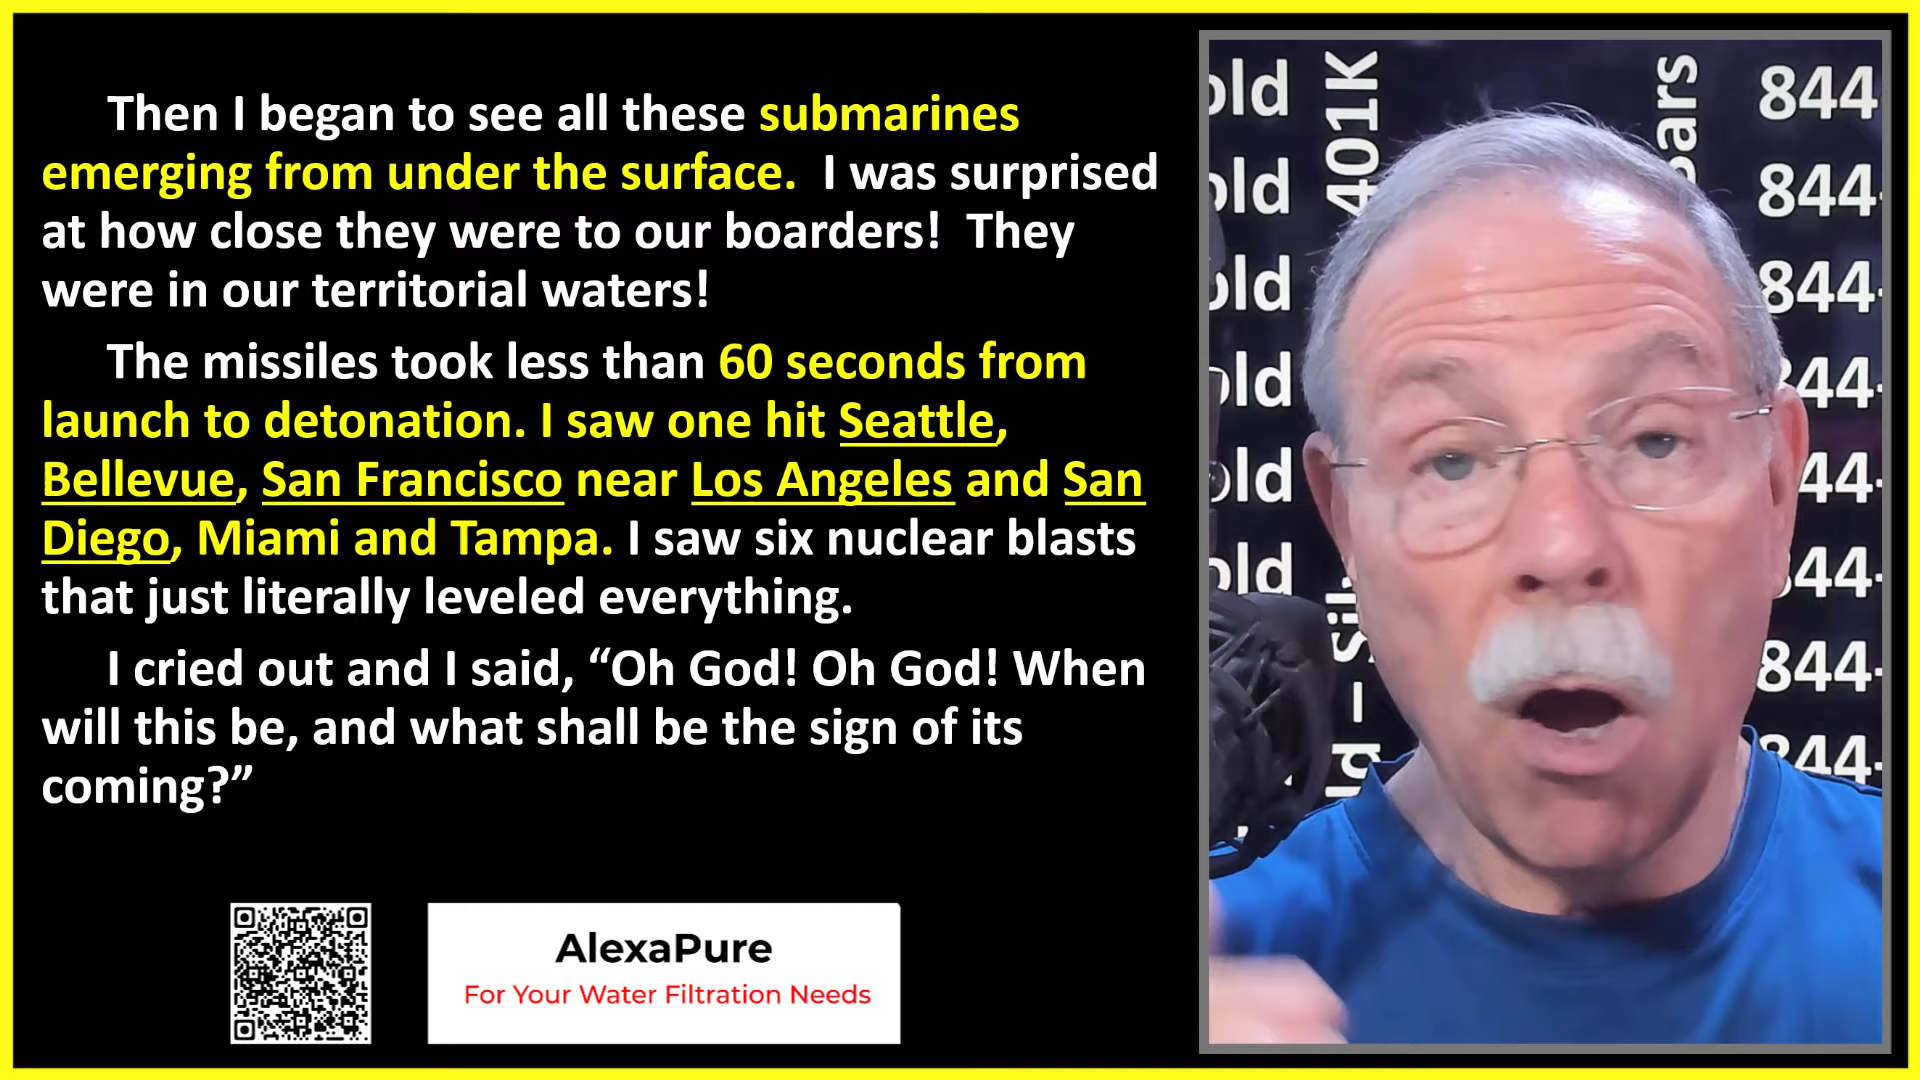 Then I began to see all these submarines
emerging from under the surface. I was surprised
at how close they were to our boarders! They
were in our territorial waters!
The missiles took less than 60 seconds from
launch to detonation. I saw one hit Seattle,
Bellevue, San Francisco near Los Angeles and San
Diego, Miami and Tampa. I saw six nuclear blasts
that just literally leveled everything.
I cried out and I said, “Oh God! Oh God! When
will this be, and what shall be the sign of its
coming?”
AlexaPure
For Your Water Filtration Needs
401K
844
844-
844-
844-
44-
44-
844-
844-